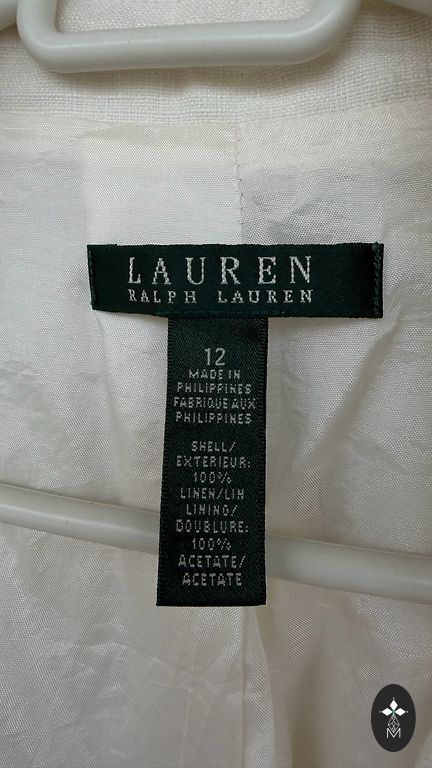 LAUREN
RALPH LAUREN
12
MADE IN
PHILIPPINES
FABRIQUE AUX
PHILIPPINES
SHELL/
EXTERIEUR:
100%
LINEN/LIN
LINING/
DOUBLURE:
100%
ACETATE/
ACETATE
M